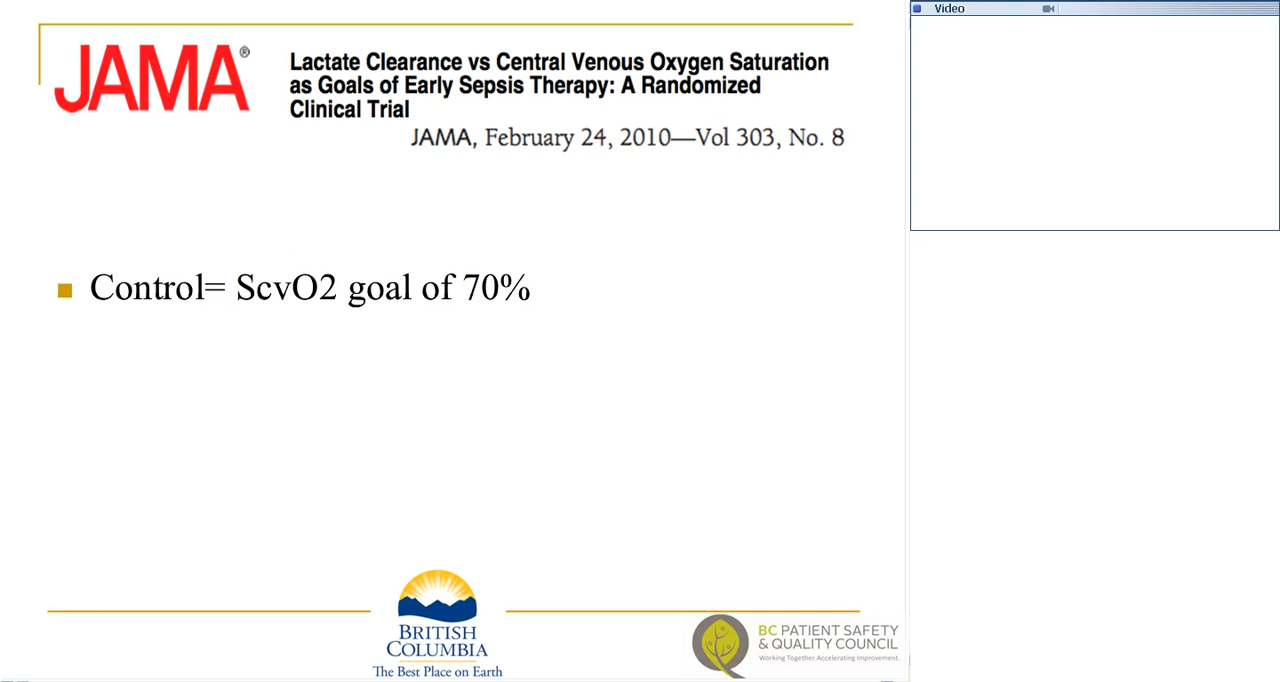 Video
JAMA®
Lactate Clearance vs Central Venous Oxygen Saturation
as Goals of Early Sepsis Therapy: A Randomized
Clinical Trial
JAMA, February 24, 2010—Vol 303, No. 8
Control= ScvO2 goal of 70%
BRITISH
COLUMBIA
The Best Place on Earth
BC PATIENT SAFETY
& QUALITY COUNCIL
Working Together. Accelerating Improvement.